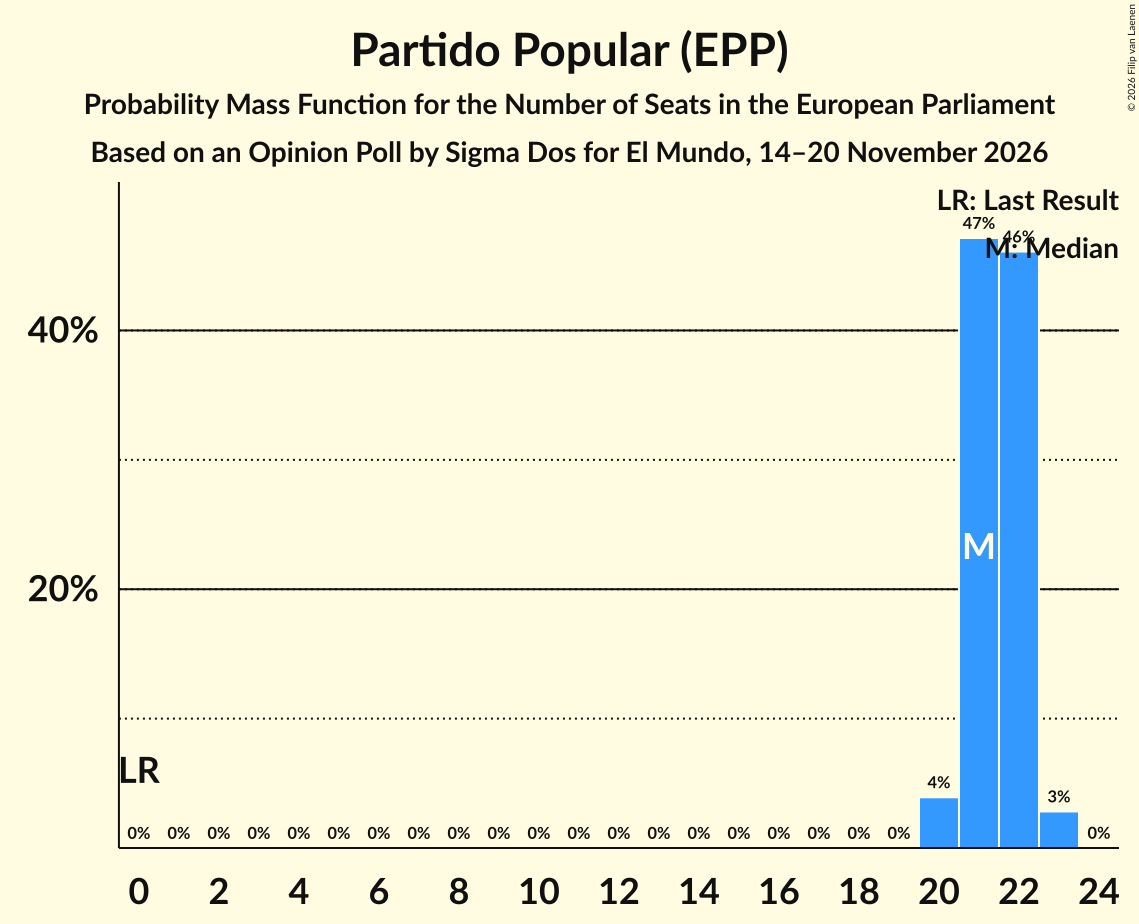 Partido Popular (EPP)
Probability Mass Function for the Number of Seats in the European Parliament
Based on an Opinion Poll by Sigma Dos for El Mundo, 14–20 November 2026
© 2026 Filip van Laenen
LR: Last Result
M: Median
47%
46%
40%
20%
M
LR
4%
3%
0% 0% 0% 0% 0% 0% 0% 0% 0% 0% 0% 0% 0% 0% 0% 0% 0% 0% 0% 0% 0%
0 2 4 6 8 10 12 14 16 18 20 22 24